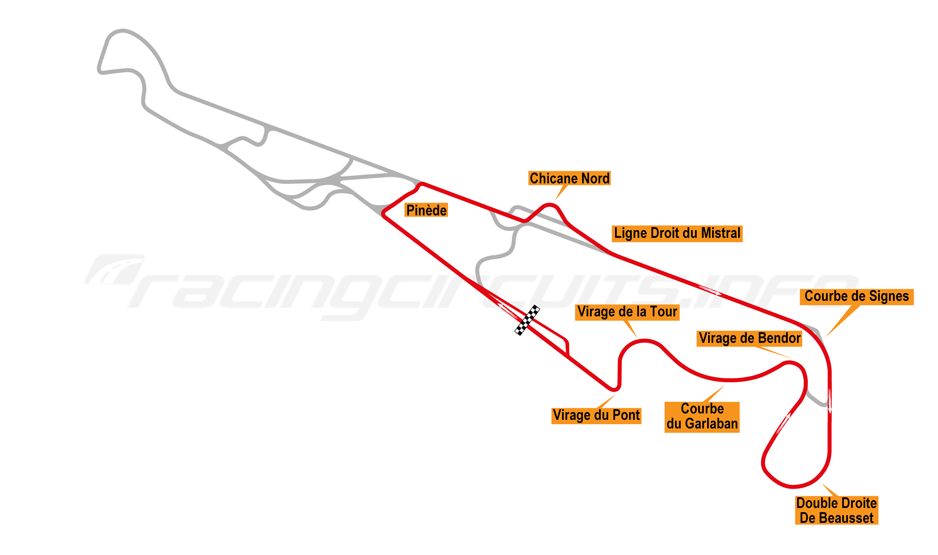 Chicane Nord
Pinède
Ligne Droit du Mistral
racingcircuits.info
Courbe de Signes
Virage de la Tour
Virage de Bendor
Virage du Pont
Courbe
du Garlaban
Double Droite
De Beausset